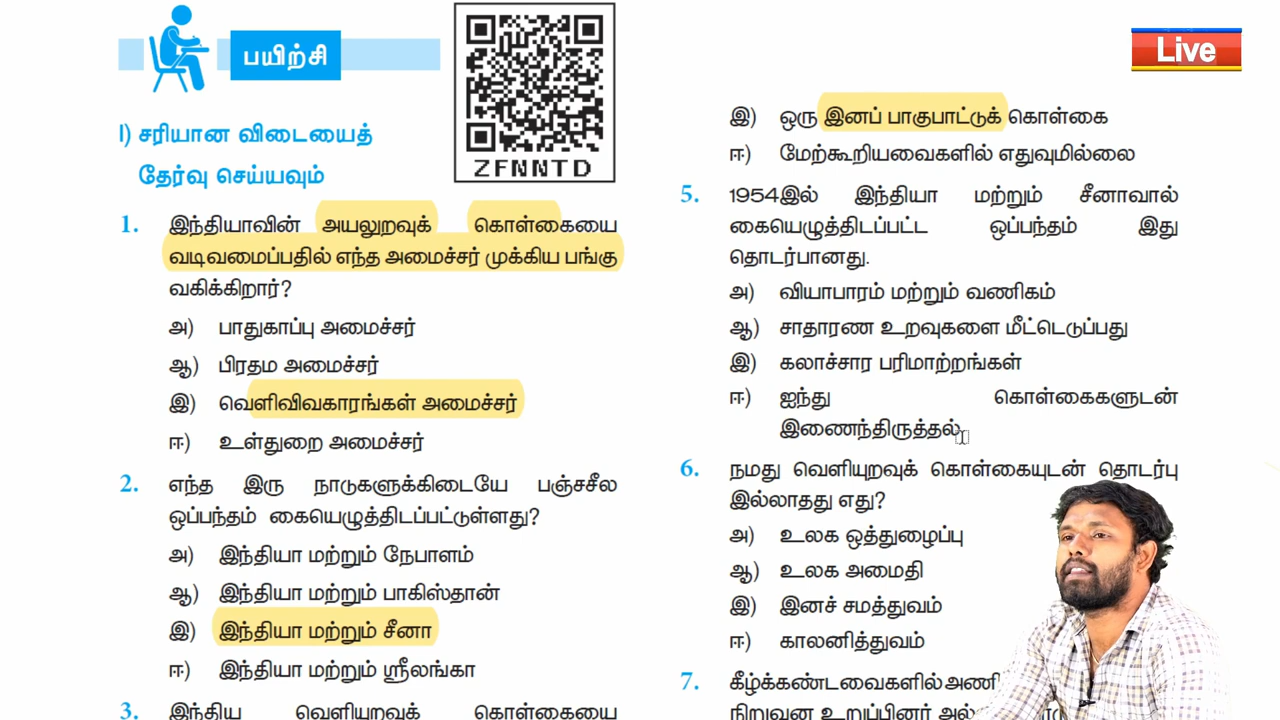 பயிற்சி
ZFNNTD
I) சரியான விடையைத்
தேர்வு செய்யவும்
1. இந்தியாவின் அயலுறவுக் கொள்கையை
வடிவமைப்பதில் எந்த அமைச்சர் முக்கிய பங்கு
வகிக்கிறார்?
அ) பாதுகாப்பு அமைச்சர்
ஆ) பிரதம அமைச்சர்
இ) வெளிவிவகாரங்கள் அமைச்சர்
ஈ) உள்துறை அமைச்சர்
2. எந்த இரு நாடுகளுக்கிடையே பஞ்சசீல
ஒப்பந்தம் கையெழுத்திடப்பட்டுள்ளது?
அ) இந்தியா மற்றும் நேபாளம்
ஆ) இந்தியா மற்றும் பாகிஸ்தான்
இ) இந்தியா மற்றும் சீனா
ஈ) இந்தியா மற்றும் ஸ்ரீலங்கா
3. இந்திய வெளியுறவுக் கொள்கையை
Live
இ) ஒரு இனப் பாகுபாட்டுக் கொள்கை
ஈ) மேற்கூறியவைகளில் எதுவுமில்லை
5. 1954இல் இந்தியா மற்றும் சீனாவால்
கையெழுத்திடப்பட்ட ஒப்பந்தம் இது
தொடர்பானது.
அ) வியாபாரம் மற்றும் வணிகம்
ஆ) சாதாரண உறவுகளை மீட்டெடுப்பது
இ) கலாச்சார பரிமாற்றங்கள்
ஈ) ஐந்து கொள்கைகளுடன்
இணைந்திருத்தல்
6. நமது வெளியுறவுக் கொள்கையுடன் தொடர்பு
இல்லாதது எது?
அ) உலக ஒத்துழைப்பு
ஆ) உலக அமைதி
இ) இனச் சமத்துவம்
ஈ) காலனித்துவம்
7. கீழ்க்கண்டவைகளில் அணி
நிறுவன உறுப்பினர்